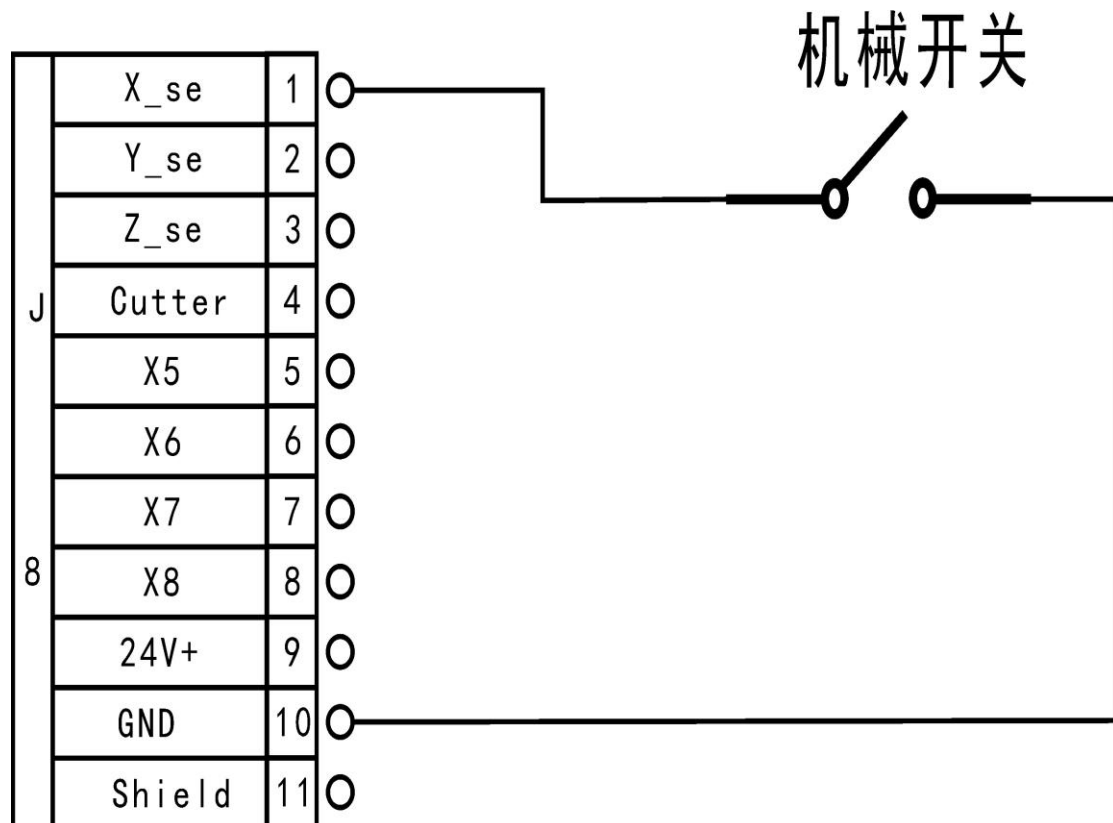 机械开关
J 8
X_se 1
Y_se 2
Z_se 3
Cutter 4
X5 5
X6 6
X7 7
X8 8
24V+ 9
GND 10
Shield 11